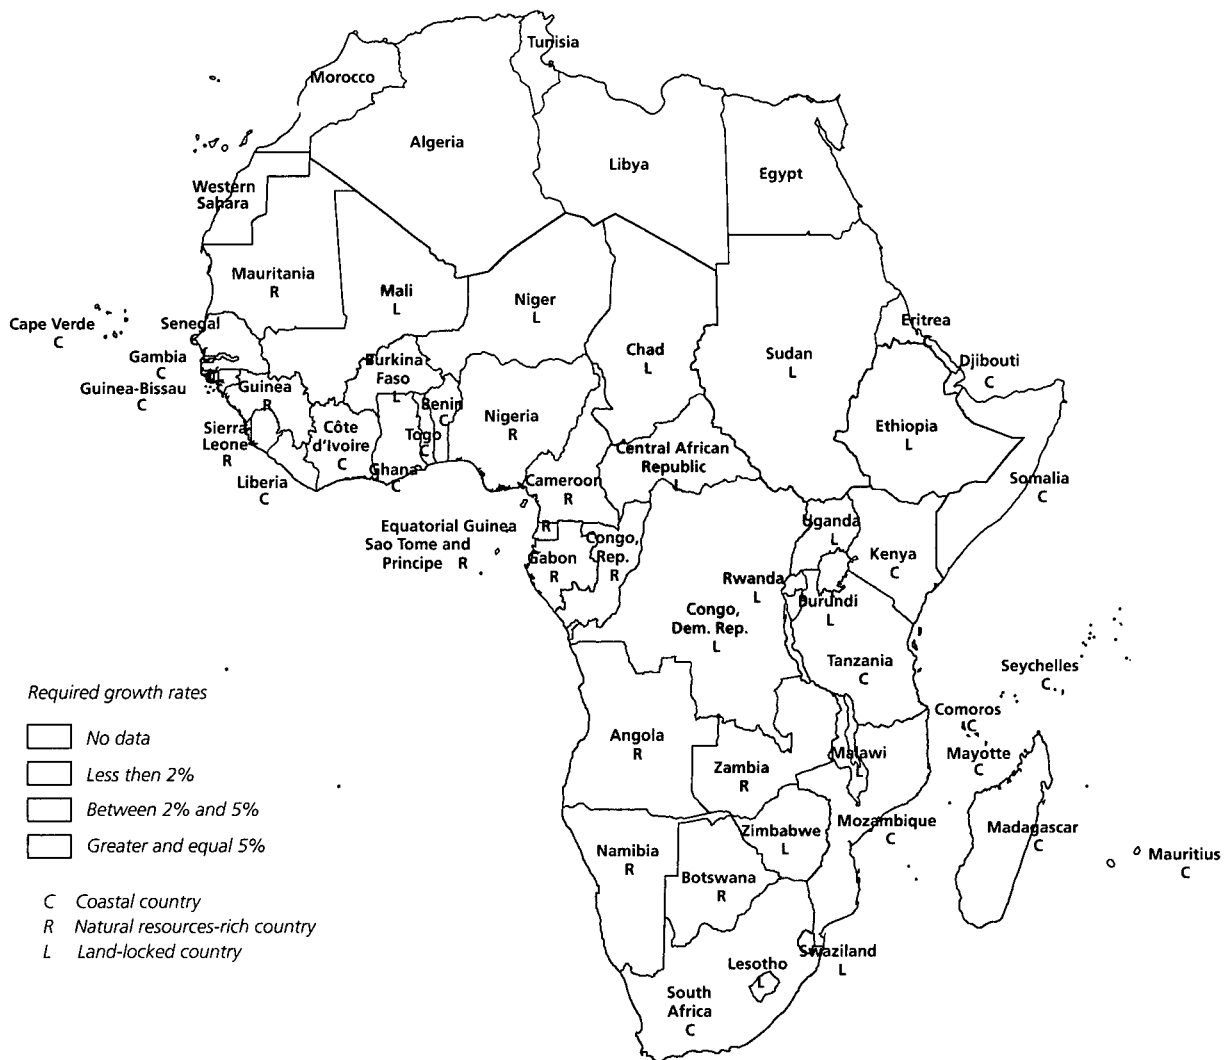 Tunisia
Morocco
Algeria
Libya
Egypt
Western
Sahara
Mauritania
R
Mali
L
Niger
L
Chad
L
Sudan
L
Eritrea
Cape Verde
C
Senegal
C
Gambia
C
Guinea-Bissau
C
Guinea
R
Burkina
Faso
L
Benin
C
Nigeria
R
Djibouti
C
Ethiopia
L
Somalia
C
Sierra
Leone
R
Liberia
C
Côte
d'Ivoire
C
Ghana
C
Togo
C
Cameroon
R
Central African
Republic
L
Equatorial Guinea
R
Sao Tome and
Principe R
Gabon
R
Congo,
Rep.
R
Uganda
L
Kenya
C
Rwanda
L
Burundi
L
Congo,
Dem. Rep.
L
Tanzania
C
Seychelles
C
Comoros
C
Mayotte
C
Angola
R
Zambia
R
Malawi
L
Mozambique
C
Madagascar
C
Mauritius
C
Zimbabwe
L
Namibia
R
Botswana
R
Swaziland
L
Lesotho
L
South
Africa
C
Required growth rates
No data
Less then 2%
Between 2% and 5%
Greater and equal 5%
C Coastal country
R Natural resources-rich country
L Land-locked country